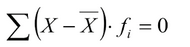 ∑(X − X̅)· fᵢ = 0